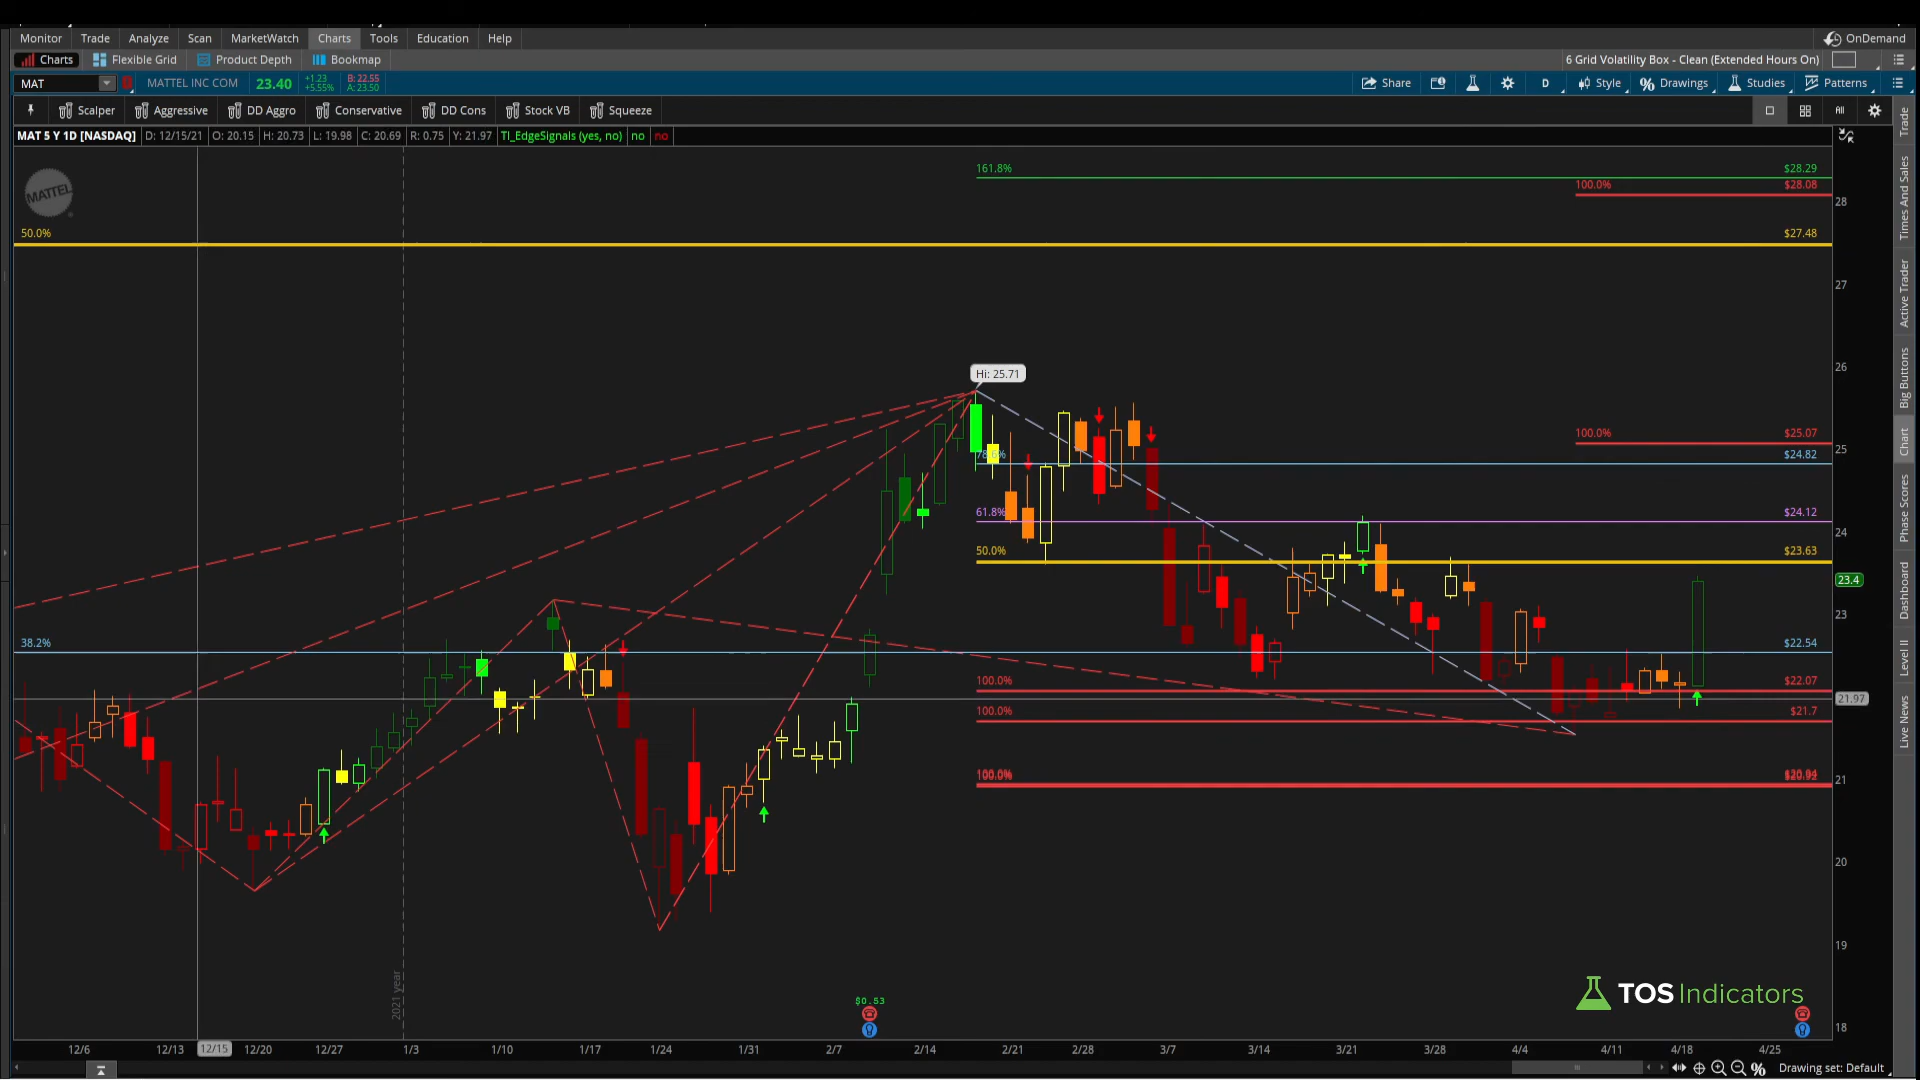 Monitor Trade Analyze Scan MarketWatch Charts Tools Education Help OnDemand
Charts Flexible Grid Product Depth Bookmap 6 Grid Volatility Box - Clean (Extended Hours On)
MAT MATTEL INC COM 23.40 +1.23 +5.55% B: 22.55 A: 23.50 Share D Style Drawings Studies Patterns
Scalper Aggressive DD Aggro Conservative DD Cons Stock VB Squeeze All
MAT 5 Y 1D [NASDAQ] D: 12/15/21 O: 20.15 H: 20.73 L: 19.98 C: 20.69 R: 0.75 Y: 21.97 TI_EdgeSignals (yes, no) no no
161.8% $28.29
100.0% $28.08
MATTEL
28
50.0% $27.48
27
Hi: 25.71
26
100.0% $25.07
25
78.6% $24.82
61.8% $24.12
24
50.0% $23.63
23.4
23
38.2% $22.54
100.0% $22.07
21.97
100.0% $21.7
21
100.0%
20
19
2021 year
TOS Indicators
$0.53
18
12/6 12/13 12/15 12/20 12/27 1/3 1/10 1/17 1/24 1/31 2/7 2/14 2/21 2/28 3/7 3/14 3/21 3/28 4/4 4/11 4/18 4/25
Drawing set: Default
Trade
Times And Sales
Active Trader
Big Buttons
Chart
Phase Scores
Dashboard
Level II
Live News